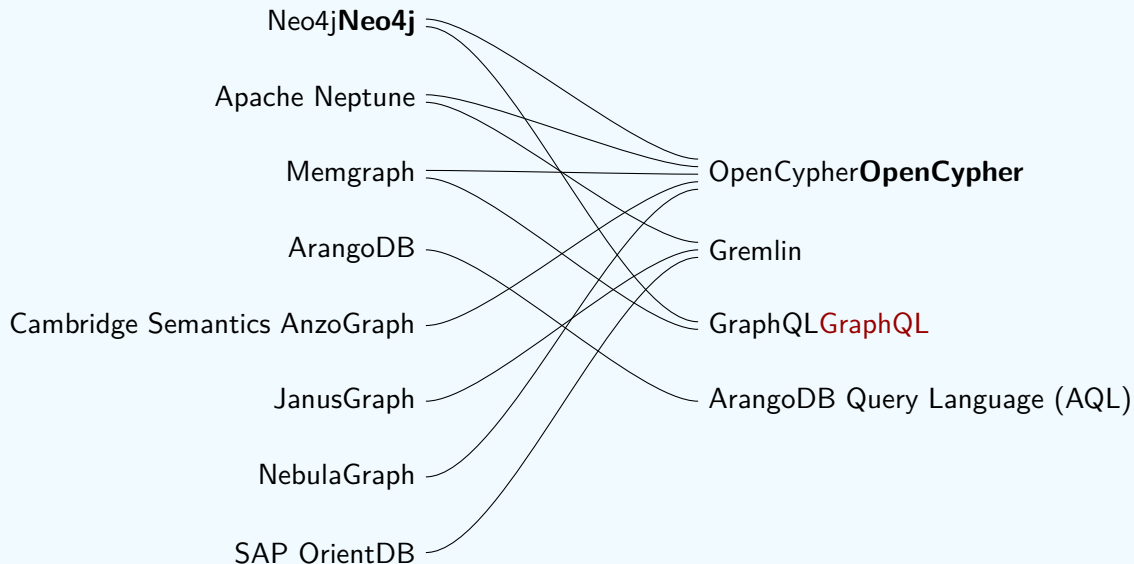 Neo4jNeo4j
Apache Neptune
Memgraph
ArangoDB
Cambridge Semantics AnzoGraph
JanusGraph
NebulaGraph
SAP OrientDB
OpenCypherOpenCypher
Gremlin
GraphQLGraphQL
ArangoDB Query Language (AQL)